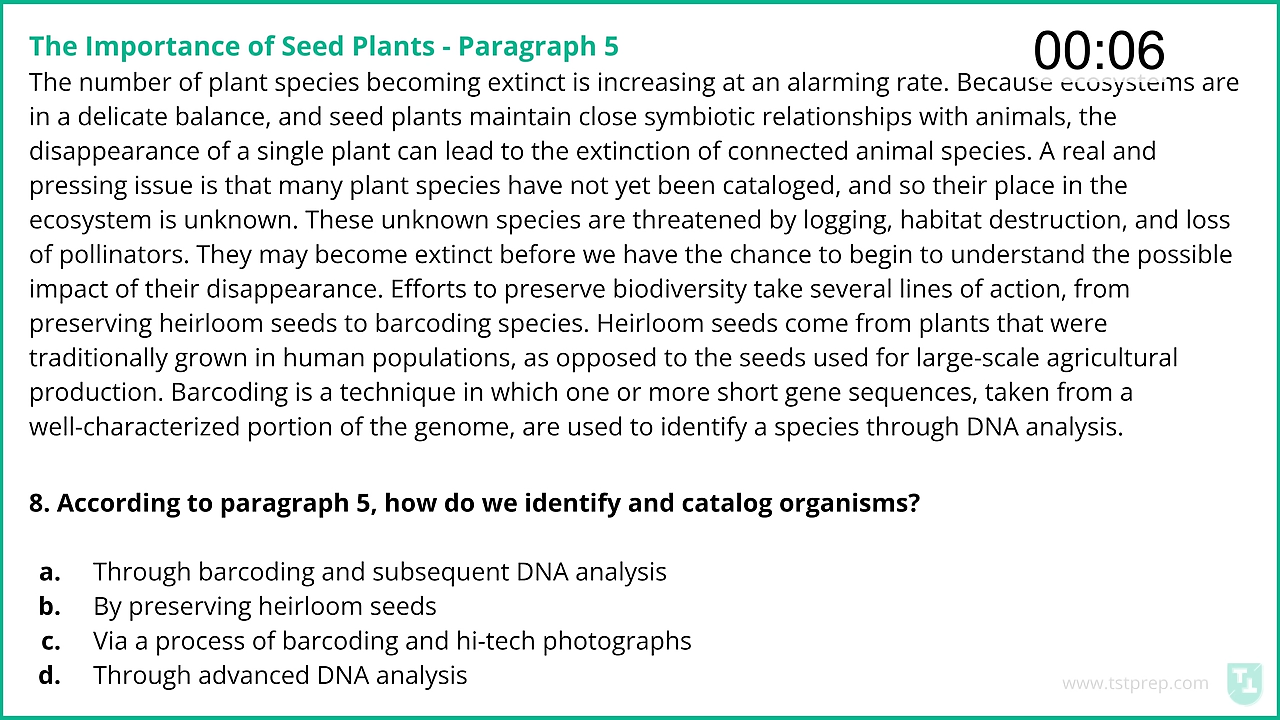 The Importance of Seed Plants - Paragraph 5
00:06
The number of plant species becoming extinct is increasing at an alarming rate. Because ecosystems are
in a delicate balance, and seed plants maintain close symbiotic relationships with animals, the
disappearance of a single plant can lead to the extinction of connected animal species. A real and
pressing issue is that many plant species have not yet been cataloged, and so their place in the
ecosystem is unknown. These unknown species are threatened by logging, habitat destruction, and loss
of pollinators. They may become extinct before we have the chance to begin to understand the possible
impact of their disappearance. Efforts to preserve biodiversity take several lines of action, from
preserving heirloom seeds to barcoding species. Heirloom seeds come from plants that were
traditionally grown in human populations, as opposed to the seeds used for large-scale agricultural
production. Barcoding is a technique in which one or more short gene sequences, taken from a
well-characterized portion of the genome, are used to identify a species through DNA analysis.
8. According to paragraph 5, how do we identify and catalog organisms?
a. Through barcoding and subsequent DNA analysis
b. By preserving heirloom seeds
c. Via a process of barcoding and hi-tech photographs
d. Through advanced DNA analysis
www.tstprep.com